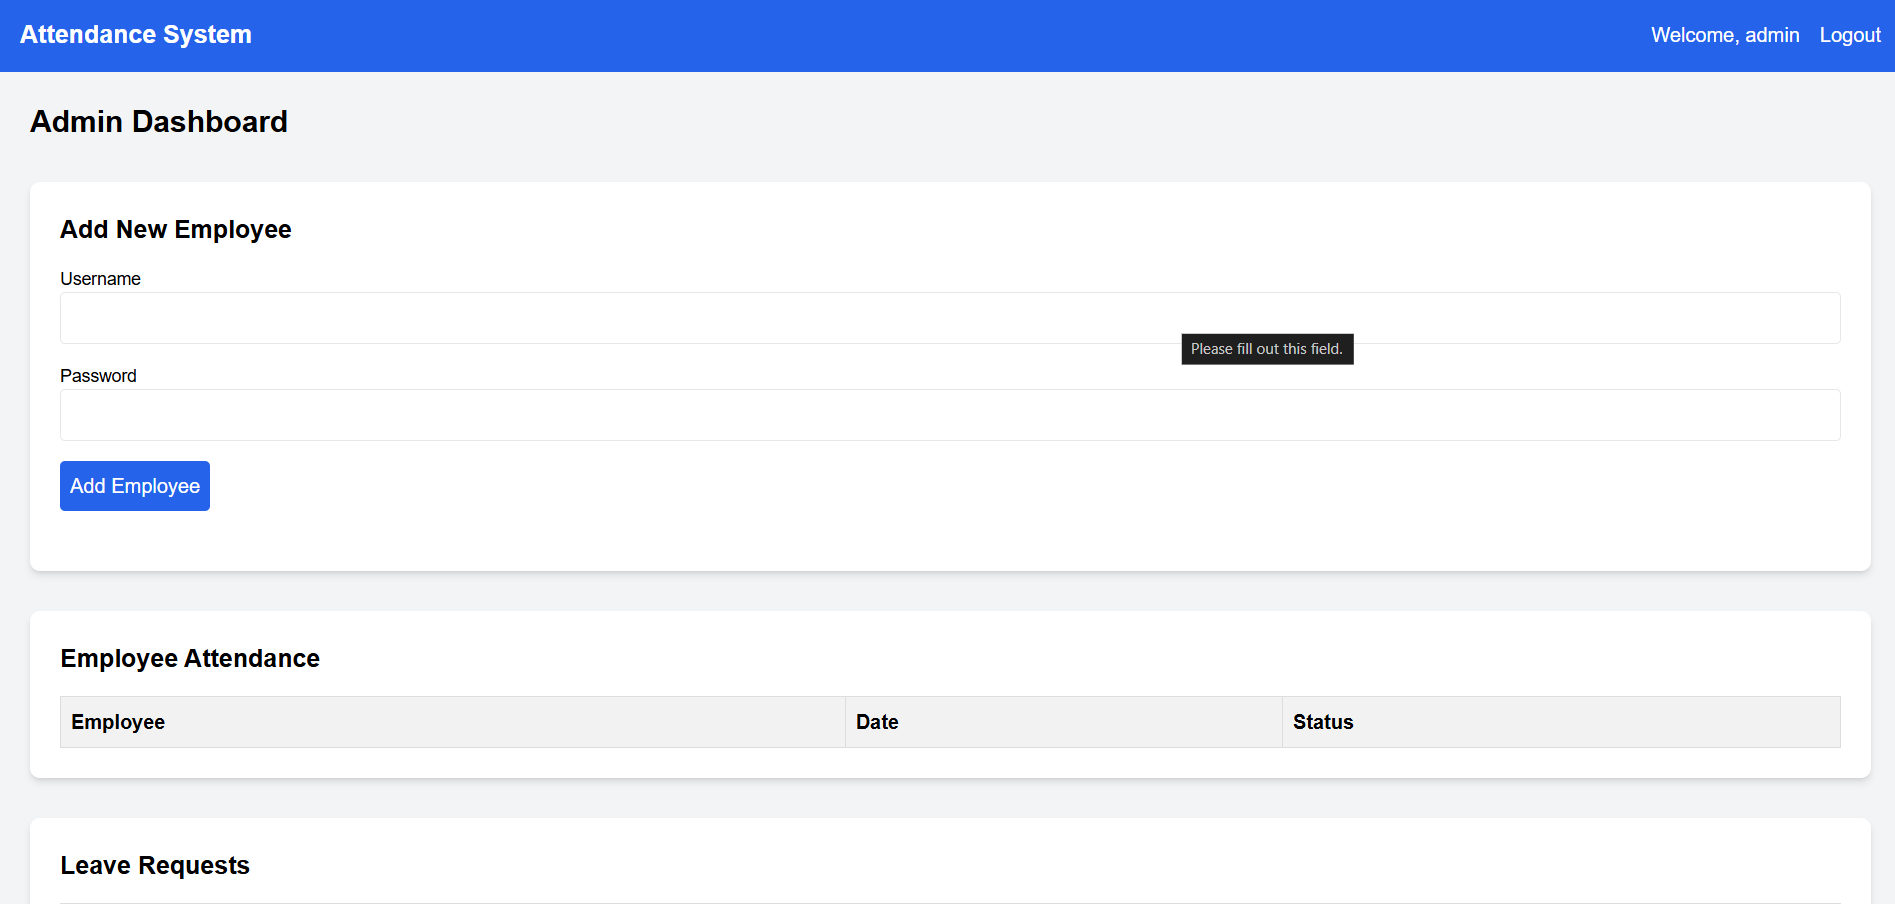 Attendance System
Welcome, admin Logout
Admin Dashboard
Add New Employee
Username
Please fill out this field.
Password
Add Employee
Employee Attendance
Employee Date Status
Leave Requests